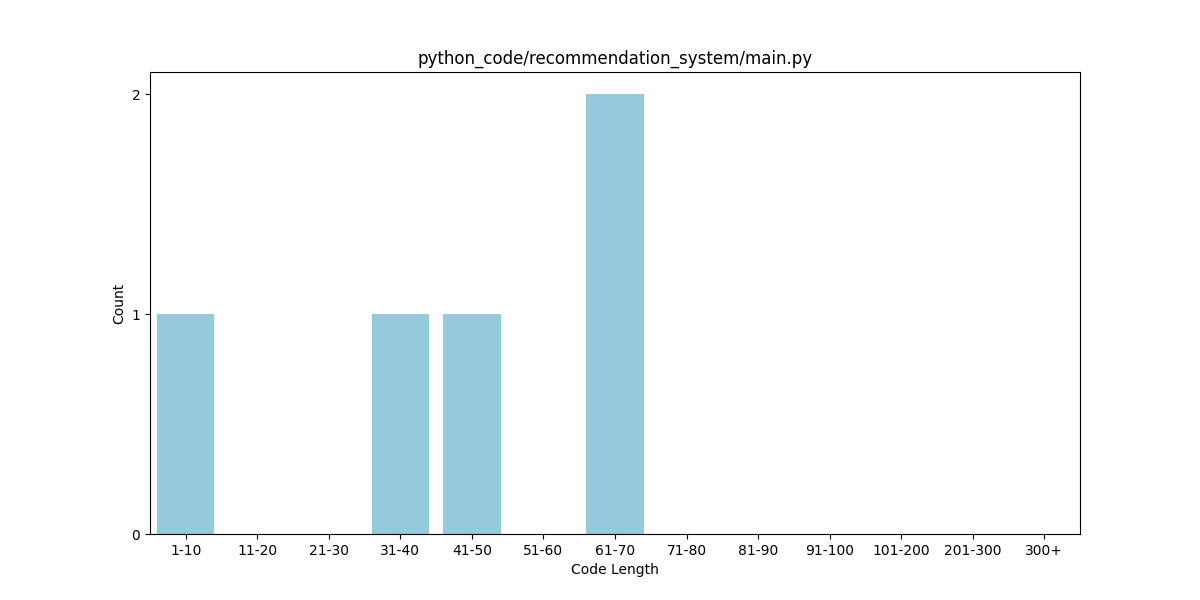 python_code/recommendation_system/main.py
Count
2
1
0
1-10 11-20 21-30 31-40 41-50 51-60 61-70 71-80 81-90 91-100 101-200 201-300 300+
Code Length